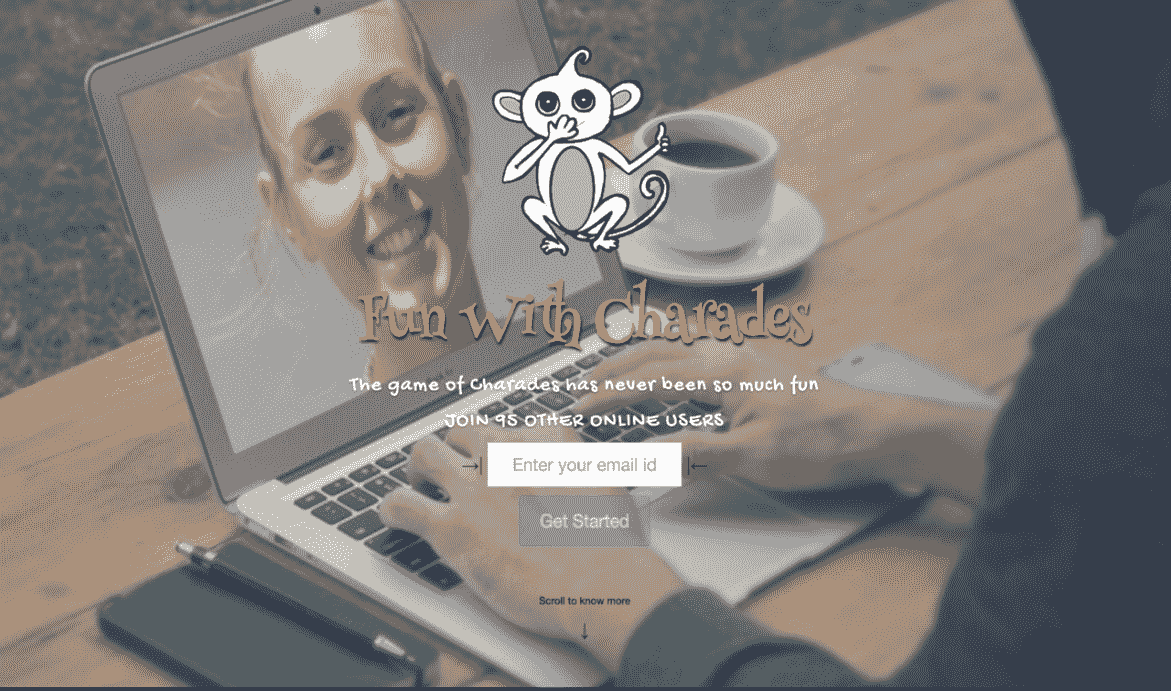 Fun With Charades
The game of Charades has never been so much fun
JOIN 95 OTHER ONLINE USERS
→| Enter your email id |←
Get Started
Scroll to know more
↓